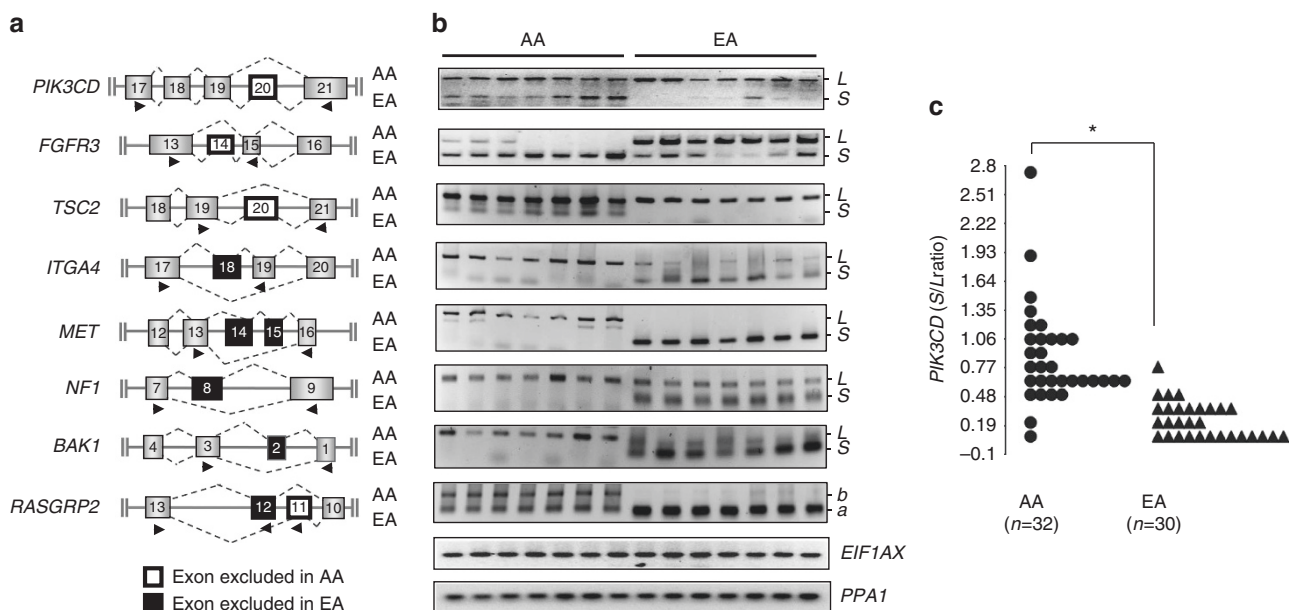 a
PIK3CD 17 18 19 20 21 AA EA
FGFR3 13 14 15 16 AA EA
TSC2 18 19 20 21 AA EA
ITGA4 17 18 19 20 AA EA
MET 12 13 14 15 16 AA EA
NF1 7 8 9 AA EA
BAK1 4 3 2 1 AA EA
RASGRP2 13 12 11 10 AA EA
Exon excluded in AA
Exon excluded in EA
b
AA EA
L
S
L
S
L
S
L
S
L
S
L
S
L
S
b
a
EIF1AX
PPA1
c
*
PIK3CD (S/Lratio)
2.8
2.51
2.22
1.93
1.64
1.35
1.06
0.77
0.48
0.19
–0.1
AA EA
(n=32) (n=30)